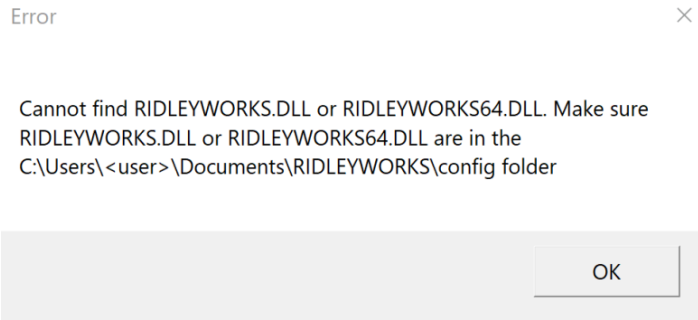 Error
Cannot find RIDLEYWORKS.DLL or RIDLEYWORKS64.DLL. Make sure
RIDLEYWORKS.DLL or RIDLEYWORKS64.DLL are in the
C:\Users\<user>\Documents\RIDLEYWORKS\config folder
OK